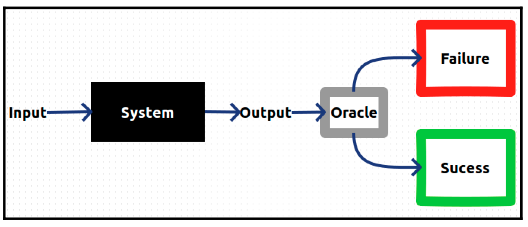 Input
System
Output
Oracle
Failure
Sucess